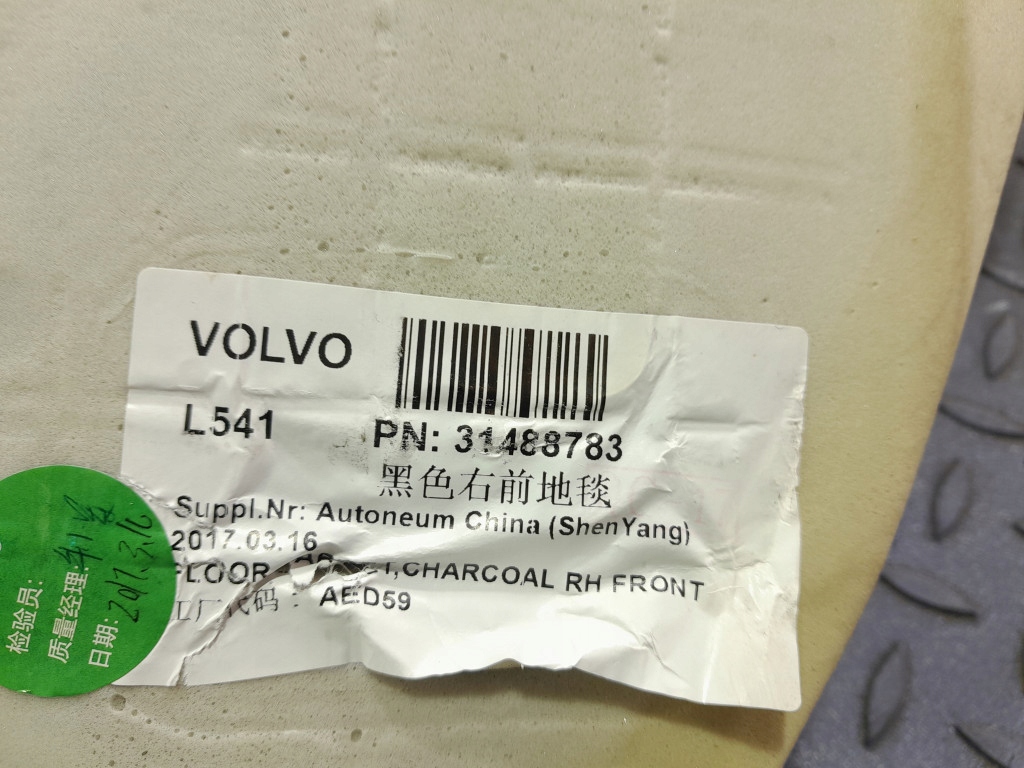 VOLVO
L541
PN: 31488783
黑色右前地毯
Suppl.Nr: Autoneum China (ShenYang)
2017.03.16
FLOOR CHARCOAL RH FRONT
工厂代码： AED59
检验员:
质量经理:
日期: 2017.3.16